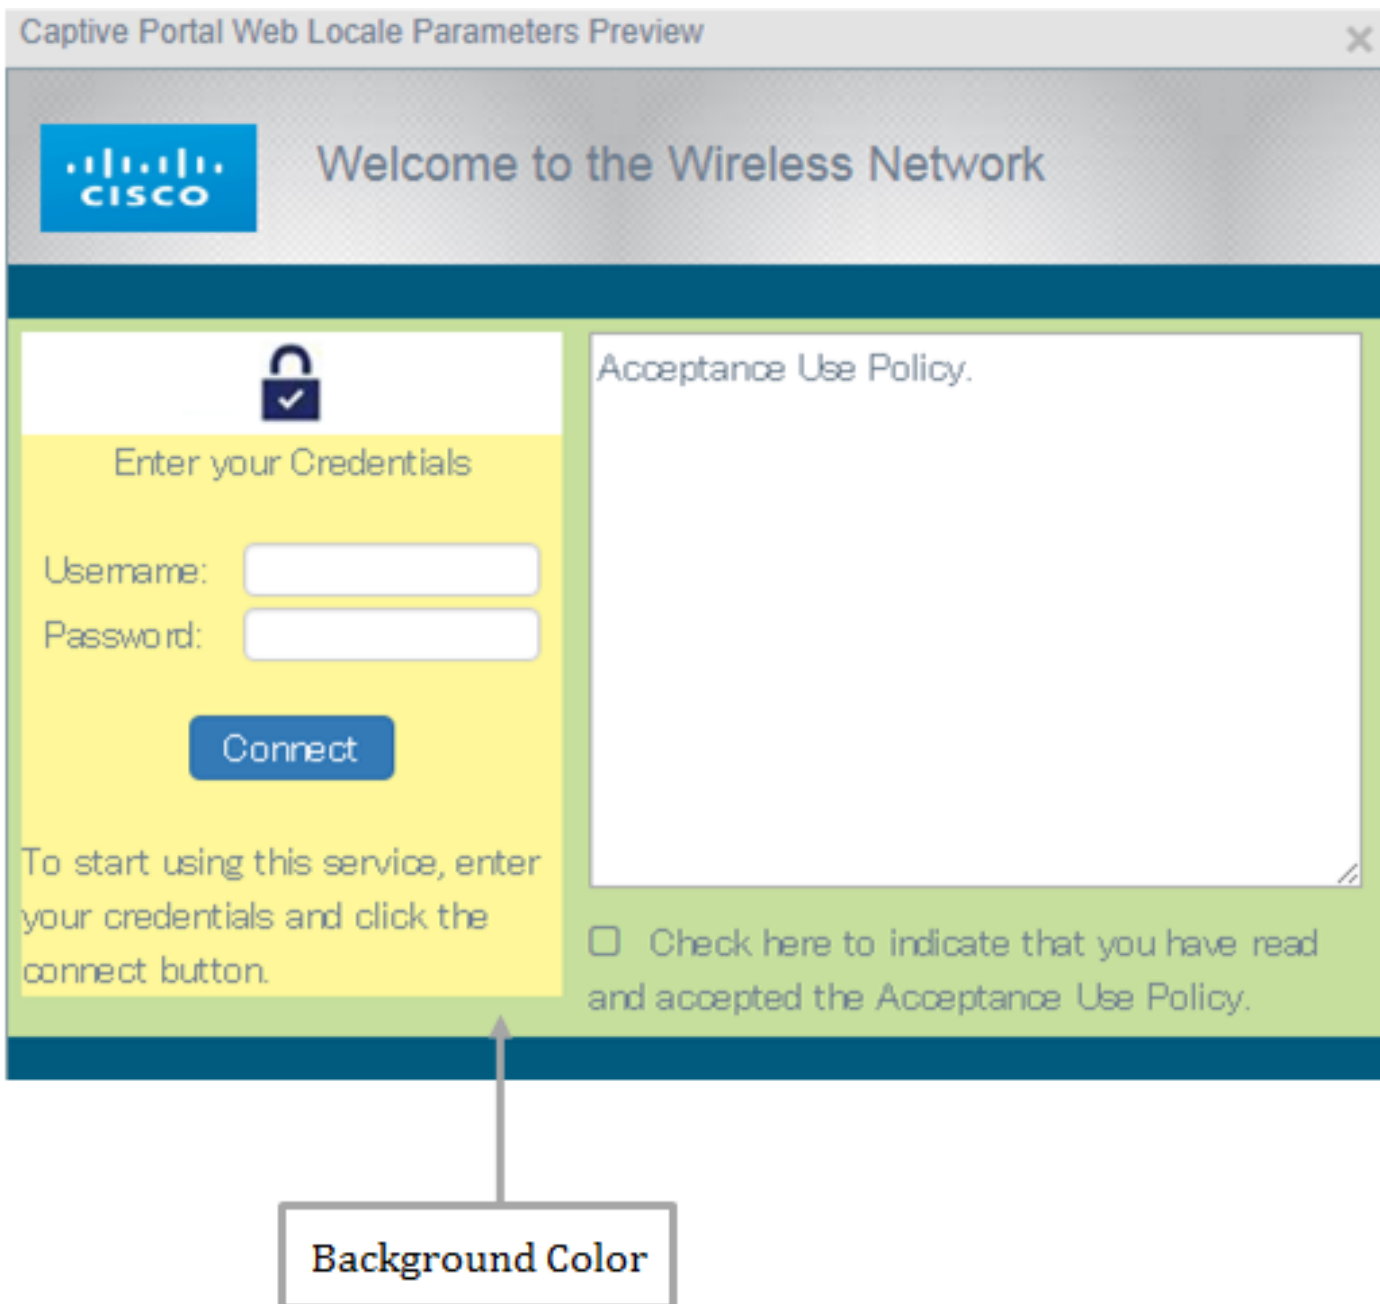 Captive Portal Web Locale Parameters Preview
CISCO
Welcome to the Wireless Network
Enter your Credentials
Username:
Password:
Connect
To start using this service, enter
your credentials and click the
connect button.
Acceptance Use Policy.
Check here to indicate that you have read
and accepted the Acceptance Use Policy.
Background Color